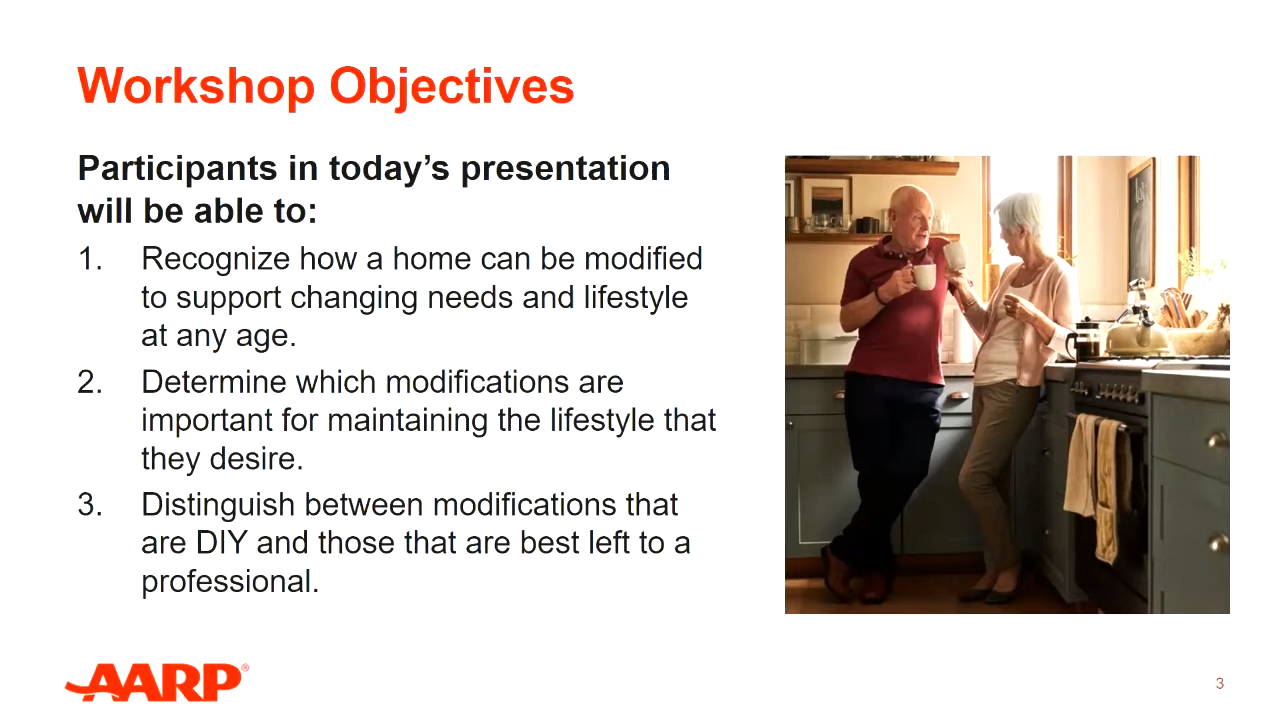 Workshop Objectives
Participants in today’s presentation
will be able to:
1. Recognize how a home can be modified
to support changing needs and lifestyle
at any age.
2. Determine which modifications are
important for maintaining the lifestyle that
they desire.
3. Distinguish between modifications that
are DIY and those that are best left to a
professional.
AARP®
3